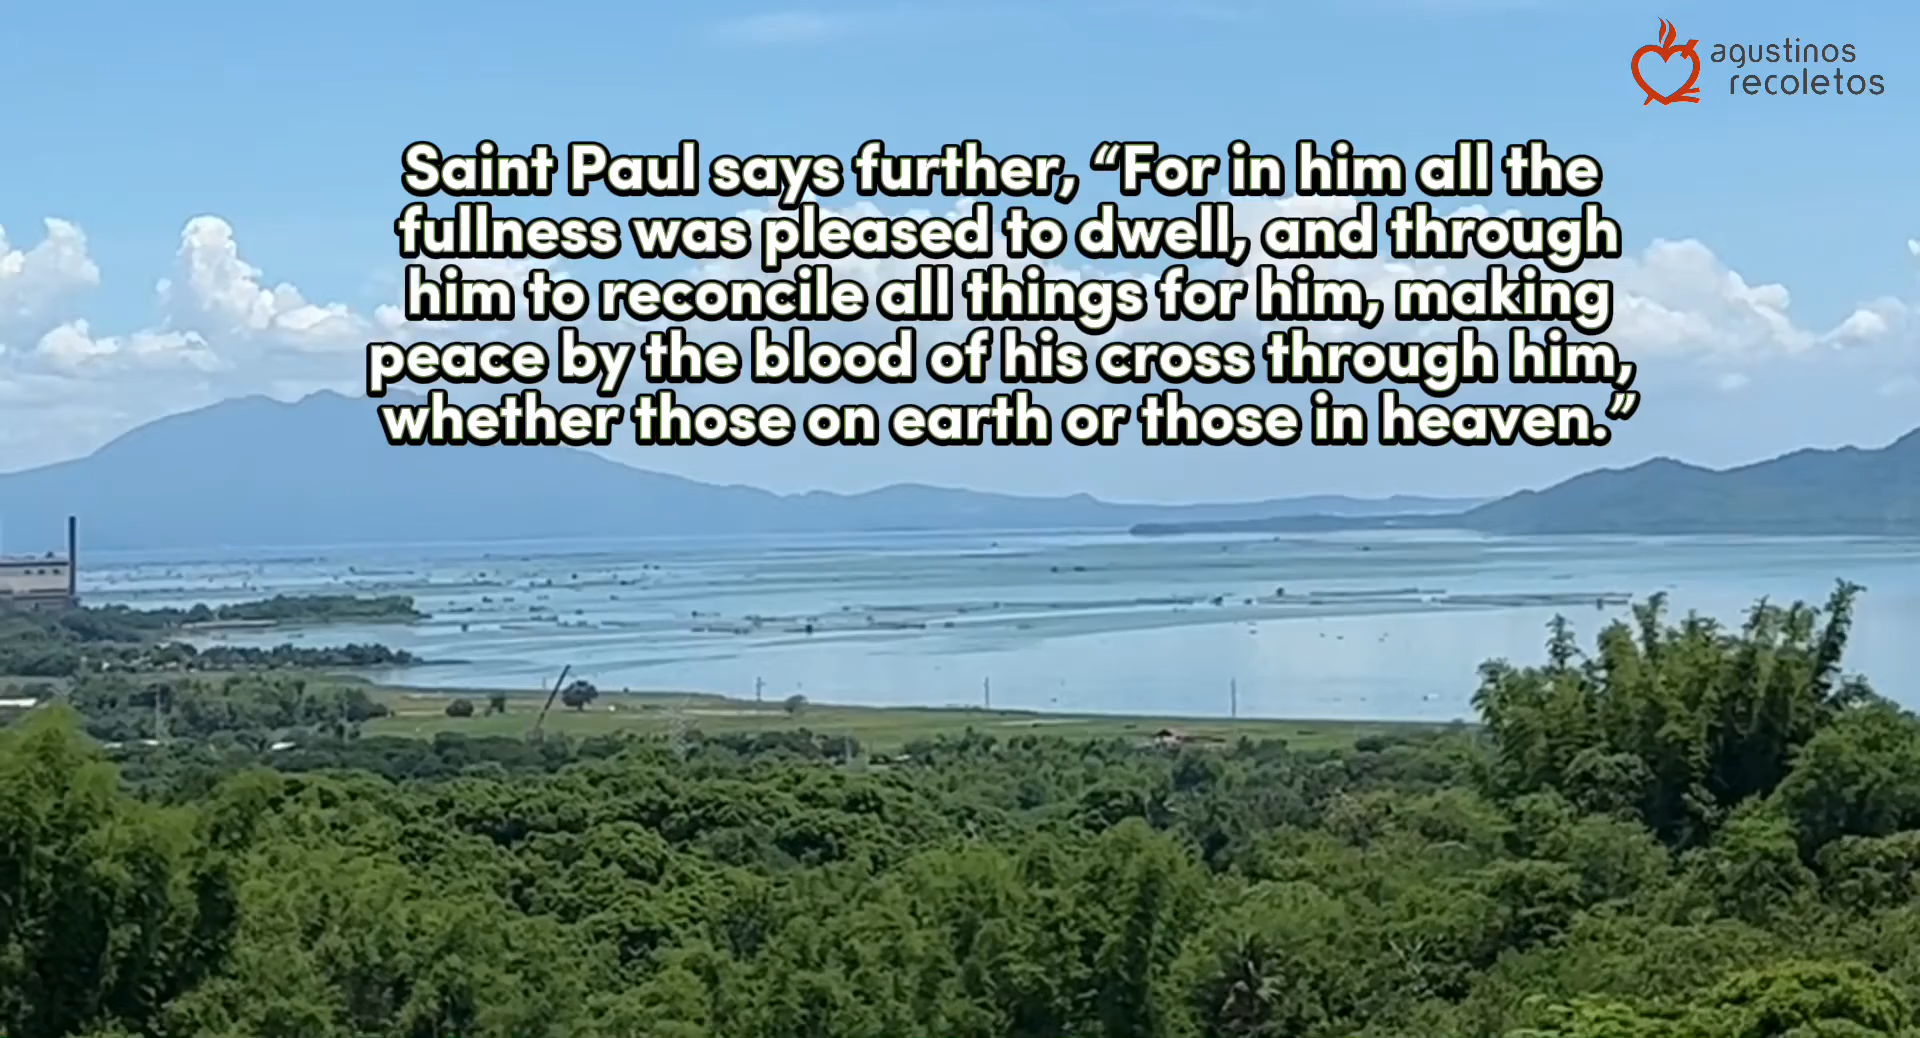 agustinos
recoletos
Saint Paul says further, “For in him all the
fullness was pleased to dwell, and through
him to reconcile all things for him, making
peace by the blood of his cross through him,
whether those on earth or those in heaven.”